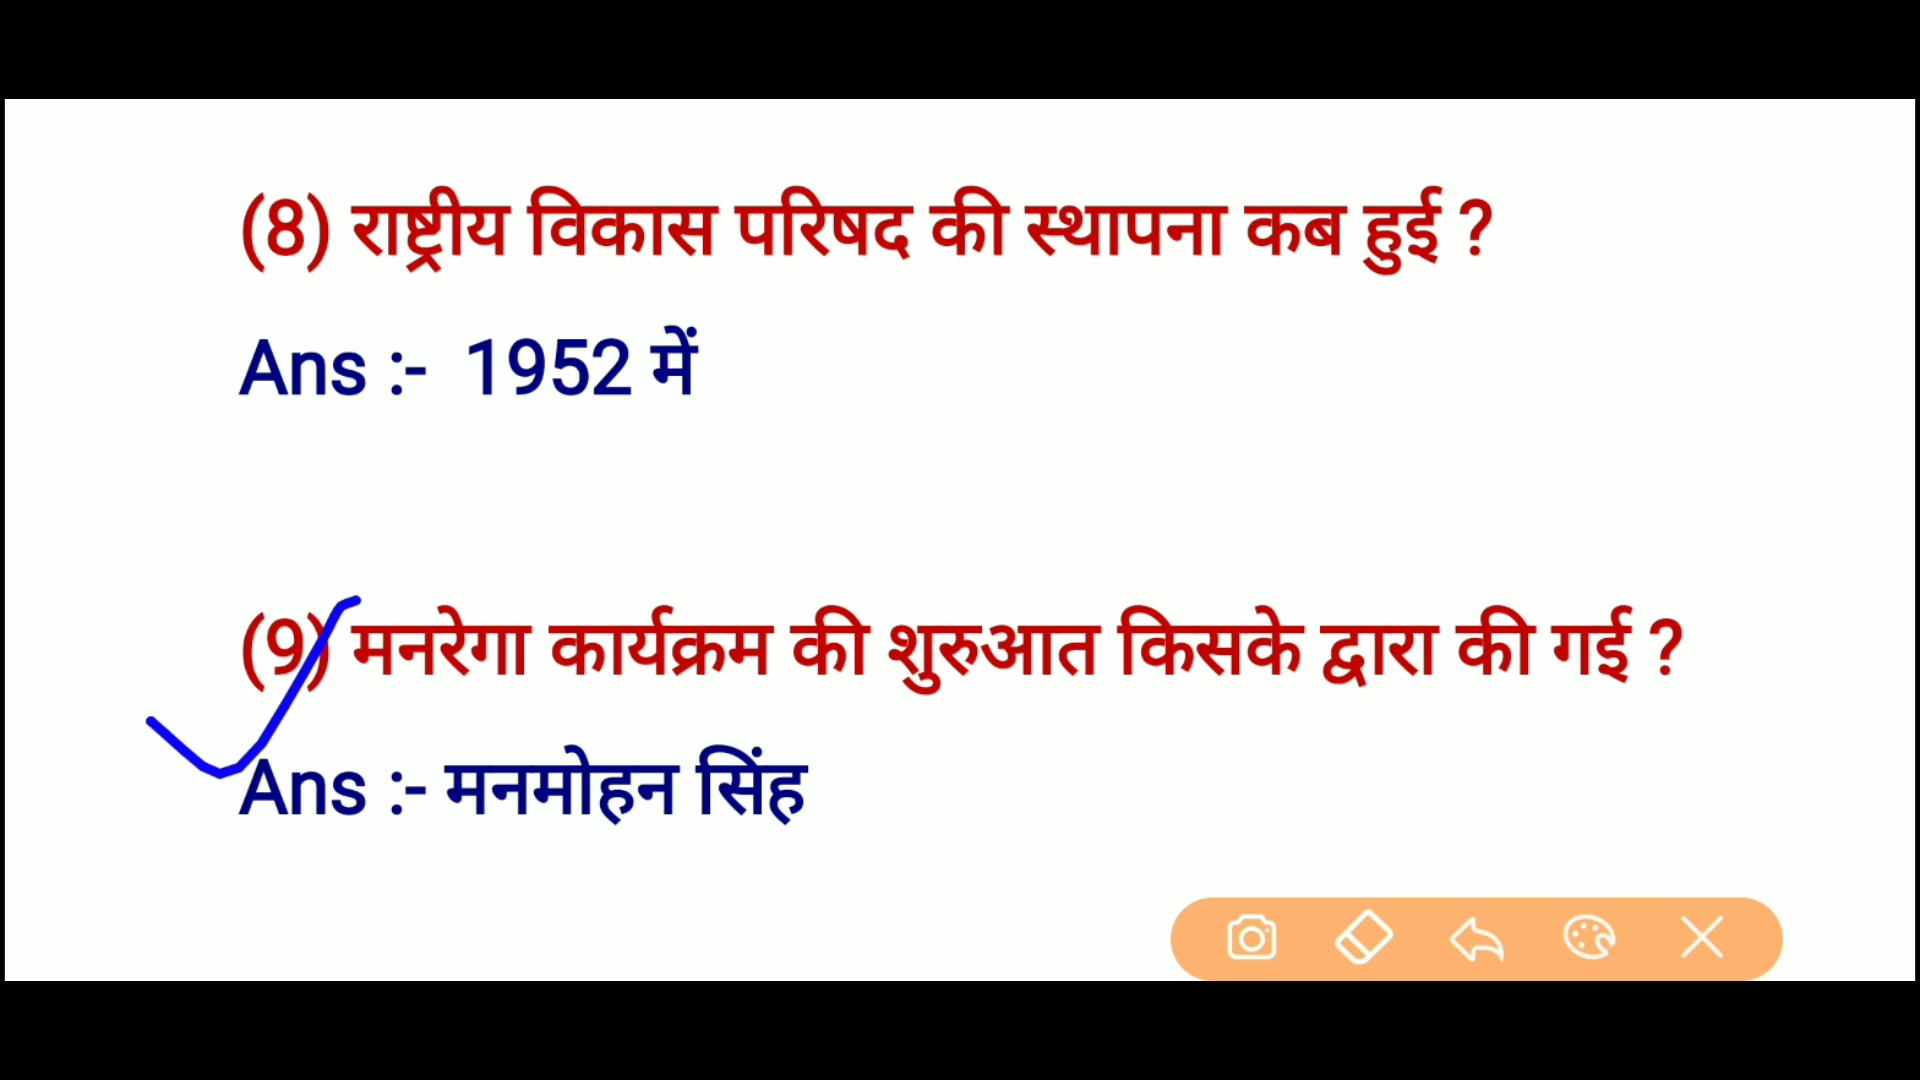 (8) राष्ट्रीय विकास परिषद की स्थापना कब हुई ?
Ans :- 1952 में
(9) मनरेगा कार्यक्रम की शुरुआत किसके द्वारा की गई ?
Ans :- मनमोहन सिंह